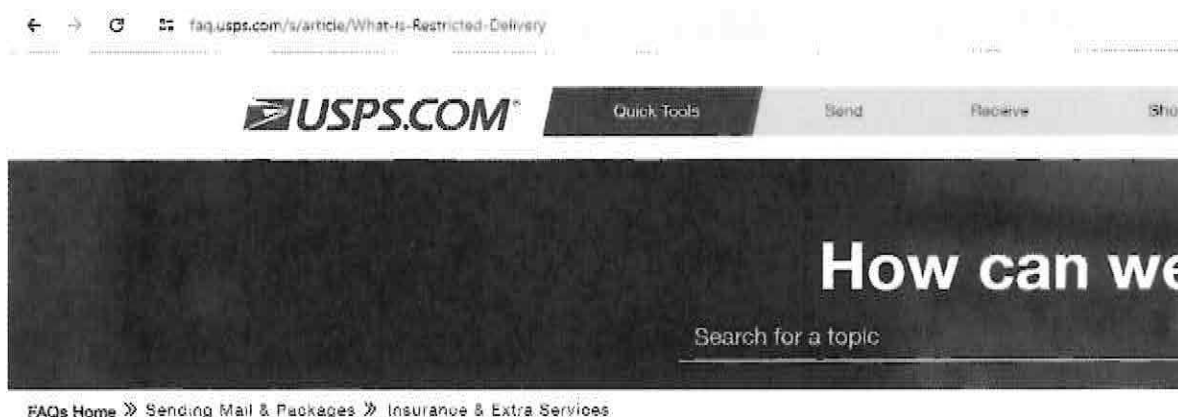 faq.usps.com/s/article/What-is-Restricted-Delivery
USPS.COM® Quick Tools Send Receive Sho
How can we
Search for a topic
FAQs Home » Sending Mail & Packages » Insurance & Extra Services